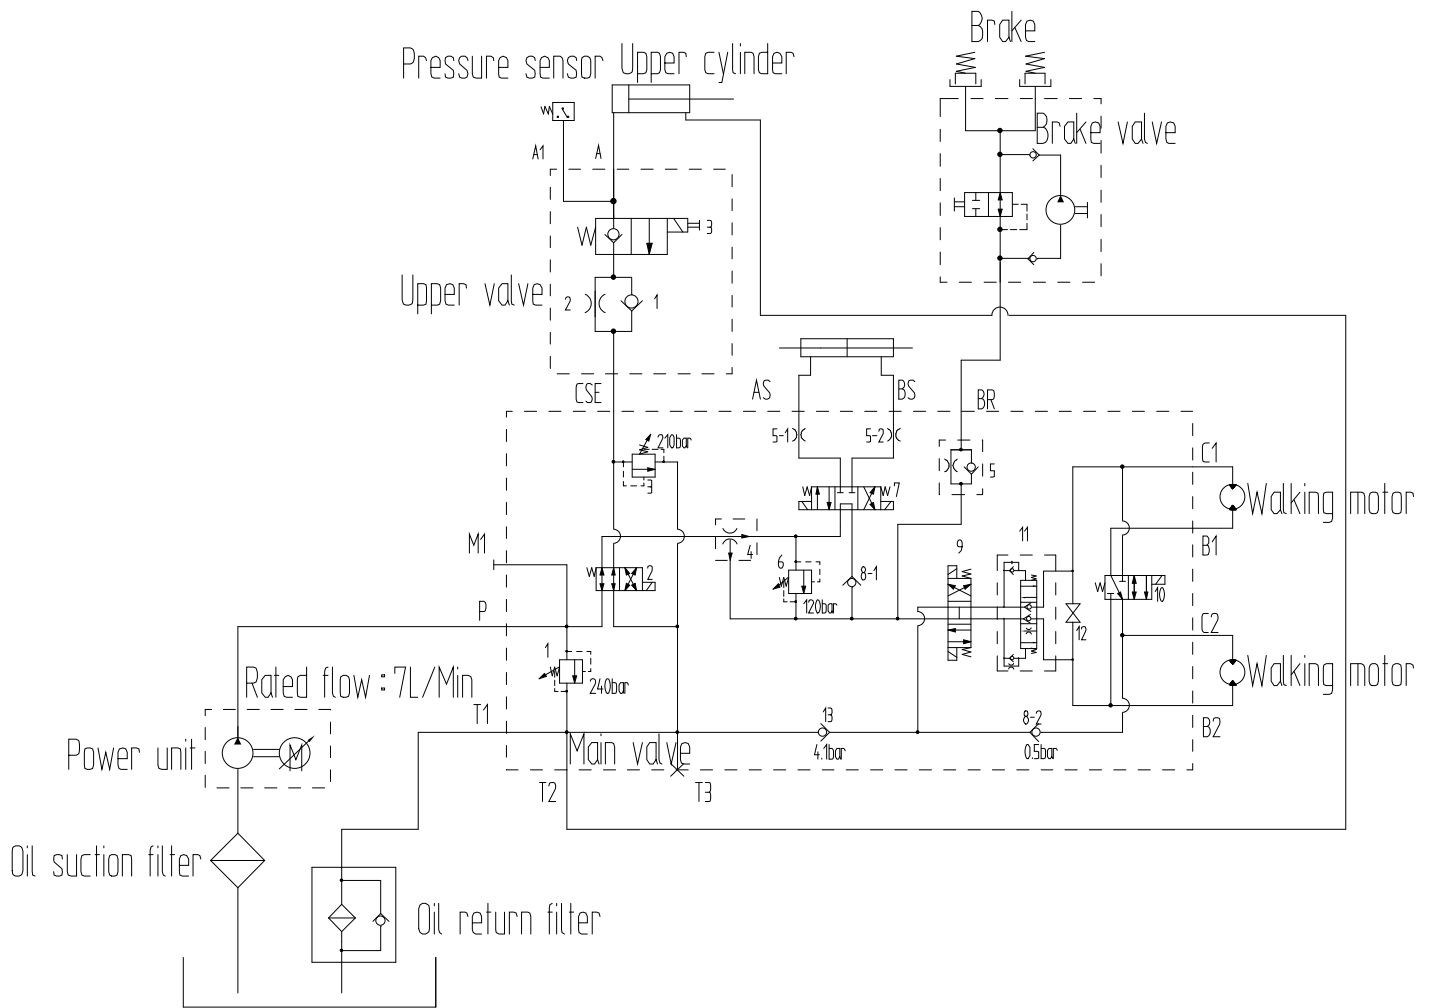 Brake
Pressure sensor
Upper cylinder
Brake valve
A1
A
3
Upper valve
2
1
CSE
AS
BS
BR
5-1
5-2
210bar
3
5
C1
Walking motor
7
M1
4
B1
9
11
2
6
8-1
120bar
10
P
12
C2
1
Walking motor
240bar
Rated flow:7L/Min
T1
13
8-2
B2
Power unit
M
Main valve
4.1bar
0.5bar
T2
T3
Oil suction filter
Oil return filter